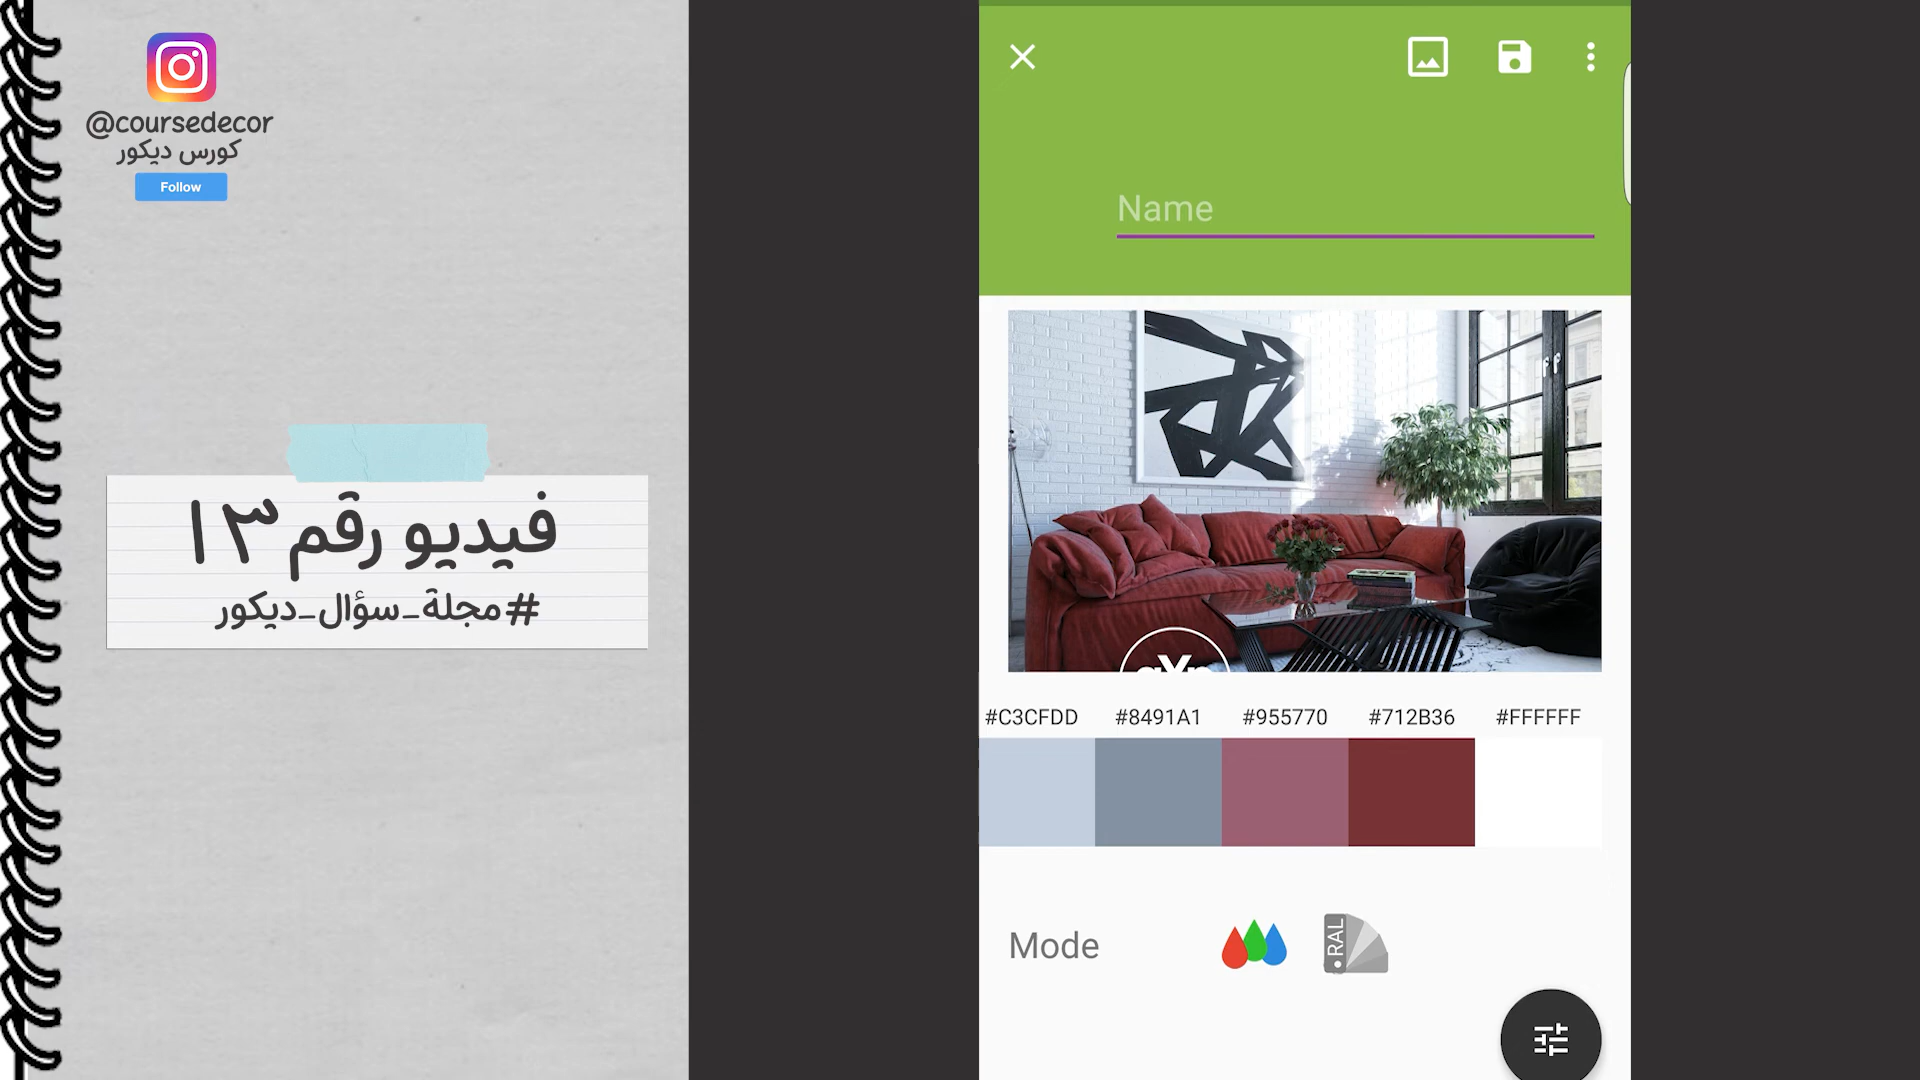 @coursedecor
كورس ديكور
Follow
فيديو رقم ١٣
#مجلة_سؤال_ديكور
Name
#C3CFDD #8491A1 #955770 #712B36 #FFFFFF
Mode
RAL